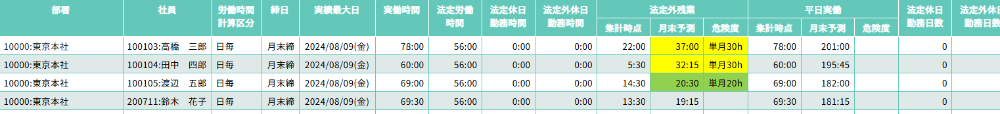 部署 社員 労働時間計算区分 締日 実績最大日 実働時間 法定労働時間 法定休日勤務時間 法定外休日勤務時間 法定外残業 平日実働 法定休日勤務日数 法定外休日勤務日数
集計時点 月末予測 危険度 集計時点 月末予測 危険度
10000:東京本社 100103:高橋　三郎 日毎 月末締 2024/08/09(金) 78:00 56:00 0:00 0:00 22:00 37:00 単月30h 78:00 201:00 0
10000:東京本社 100104:田中　四郎 日毎 月末締 2024/08/09(金) 60:00 56:00 0:00 0:00 5:30 32:15 単月30h 60:00 195:45 0
10000:東京本社 100105:渡辺　五郎 日毎 月末締 2024/08/09(金) 69:00 56:00 0:00 0:00 14:30 20:30 単月20h 69:00 182:00 0
10000:東京本社 200711:鈴木　花子 日毎 月末締 2024/08/09(金) 69:30 56:00 0:00 0:00 13:30 19:15 69:30 181:15 0